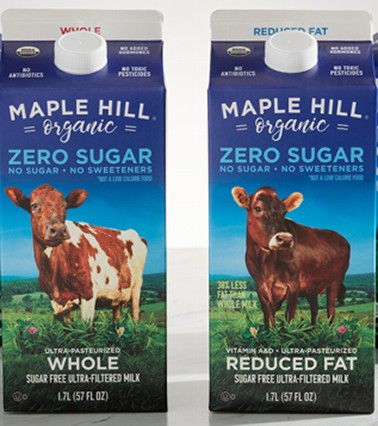 WHOLE
NO ADDED
HORMONES
NO
ANTIBIOTICS
NO TOXIC
PESTICIDES
MAPLE HILL
organic
ZERO SUGAR
NO SUGAR • NO SWEETENERS
*NOT A LOW CALORIE FOOD
ULTRA-PASTEURIZED
WHOLE
SUGAR FREE ULTRA-FILTERED MILK
1.7L (57 FL OZ)
REDUCED FAT
NO ADDED
HORMONES
NO
ANTIBIOTICS
NO TOXIC
PESTICIDES
MAPLE HILL
organic
ZERO SUGAR
NO SUGAR • NO SWEETENERS
*NOT A LOW CALORIE FOOD
38% LESS
FAT THAN
WHOLE MILK
VITAMIN A&D • ULTRA-PASTEURIZED
REDUCED FAT
SUGAR FREE ULTRA-FILTERED MILK
1.7L (57 FL OZ)